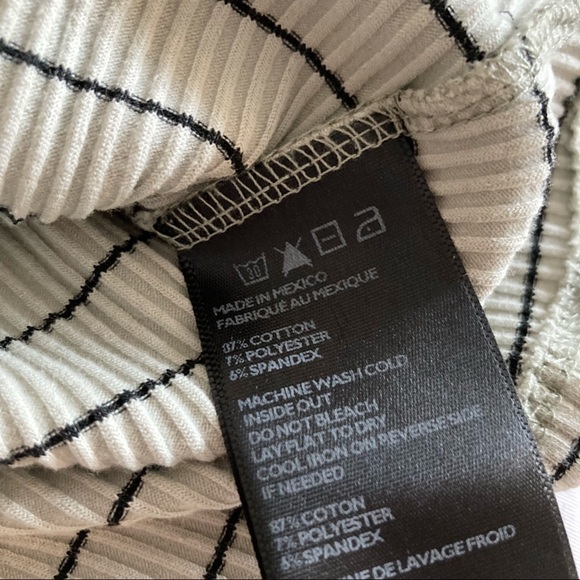 30
MADE IN MEXICO
FABRIQUÉ AU MEXIQUE
87% COTTON
7% POLYESTER
6% SPANDEX
MACHINE WASH COLD
INSIDE OUT
DO NOT BLEACH
LAY FLAT TO DRY
COOL IRON ON REVERSE SIDE
IF NEEDED
87% COTON
7% POLYESTER
6% SPANDEX
NE DE LAVAGE FROID